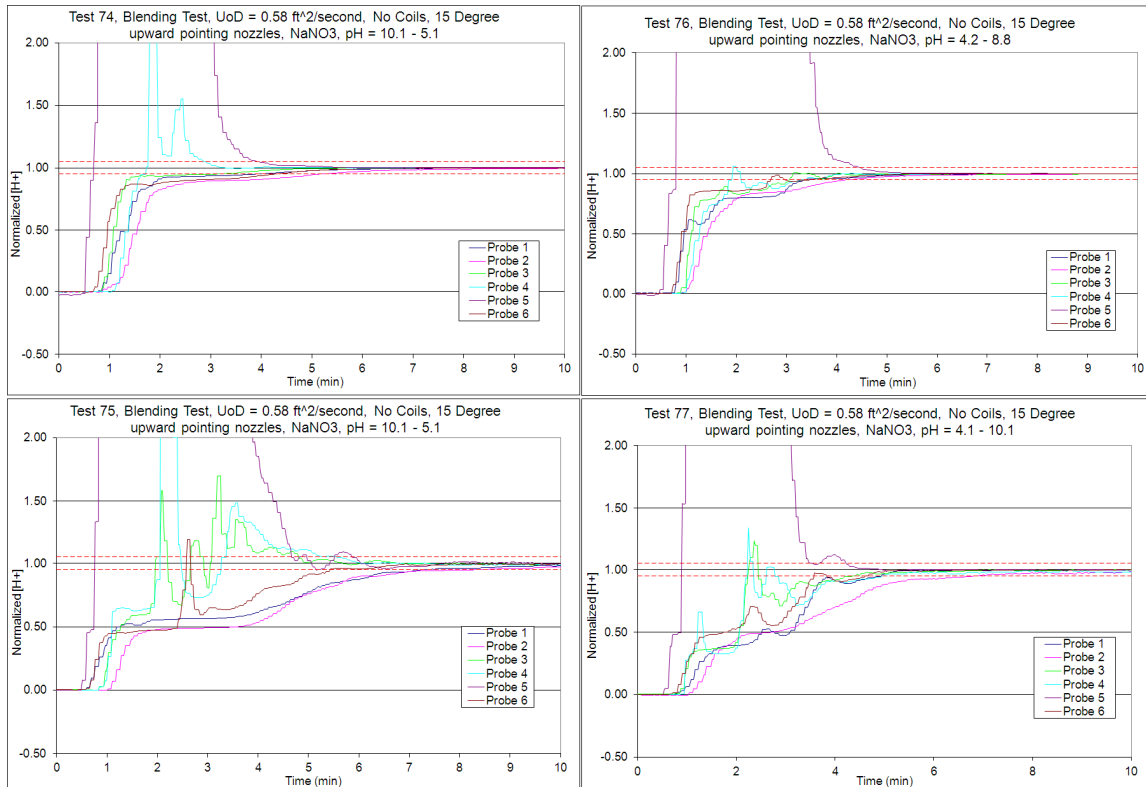 Test 74, Blending Test, UoD = 0.58 ft^2/second, No Coils, 15 Degree
upward pointing nozzles, NaNO3, pH = 10.1 - 5.1
2.00
1.50
1.00
0.50
0.00
-0.50
Normalized [H+]
Probe 1
Probe 2
Probe 3
Probe 4
Probe 5
Probe 6
0 1 2 3 4 5 6 7 8 9 10
Time (min)
Test 76, Blending Test, UoD = 0.58 ft^2/second, No Coils, 15 Degree
upward pointing nozzles, NaNO3, pH = 4.2 - 8.8
2.00
1.50
1.00
0.50
0.00
-0.50
Normalized [H+]
Probe 1
Probe 2
Probe 3
Probe 4
Probe 5
Probe 6
0 1 2 3 4 5 6 7 8 9 10
Time (min)
Test 75, Blending Test, UoD = 0.58 ft^2/second, No Coils, 15 Degree
upward pointing nozzles, NaNO3, pH = 10.1 - 5.1
2.00
1.50
1.00
0.50
0.00
-0.50
Normalized [H+]
Probe 1
Probe 2
Probe 3
Probe 4
Probe 5
Probe 6
0 1 2 3 4 5 6 7 8 9 10
Time (min)
Test 77, Blending Test, UoD = 0.58 ft^2/second, No Coils, 15 Degree
upward pointing nozzles, NaNO3, pH = 4.1 - 10.1
2.00
1.50
1.00
0.50
0.00
-0.50
Normalized [H+]
Probe 1
Probe 2
Probe 3
Probe 4
Probe 5
Probe 6
0 2 4 6 8 10
Time (min)